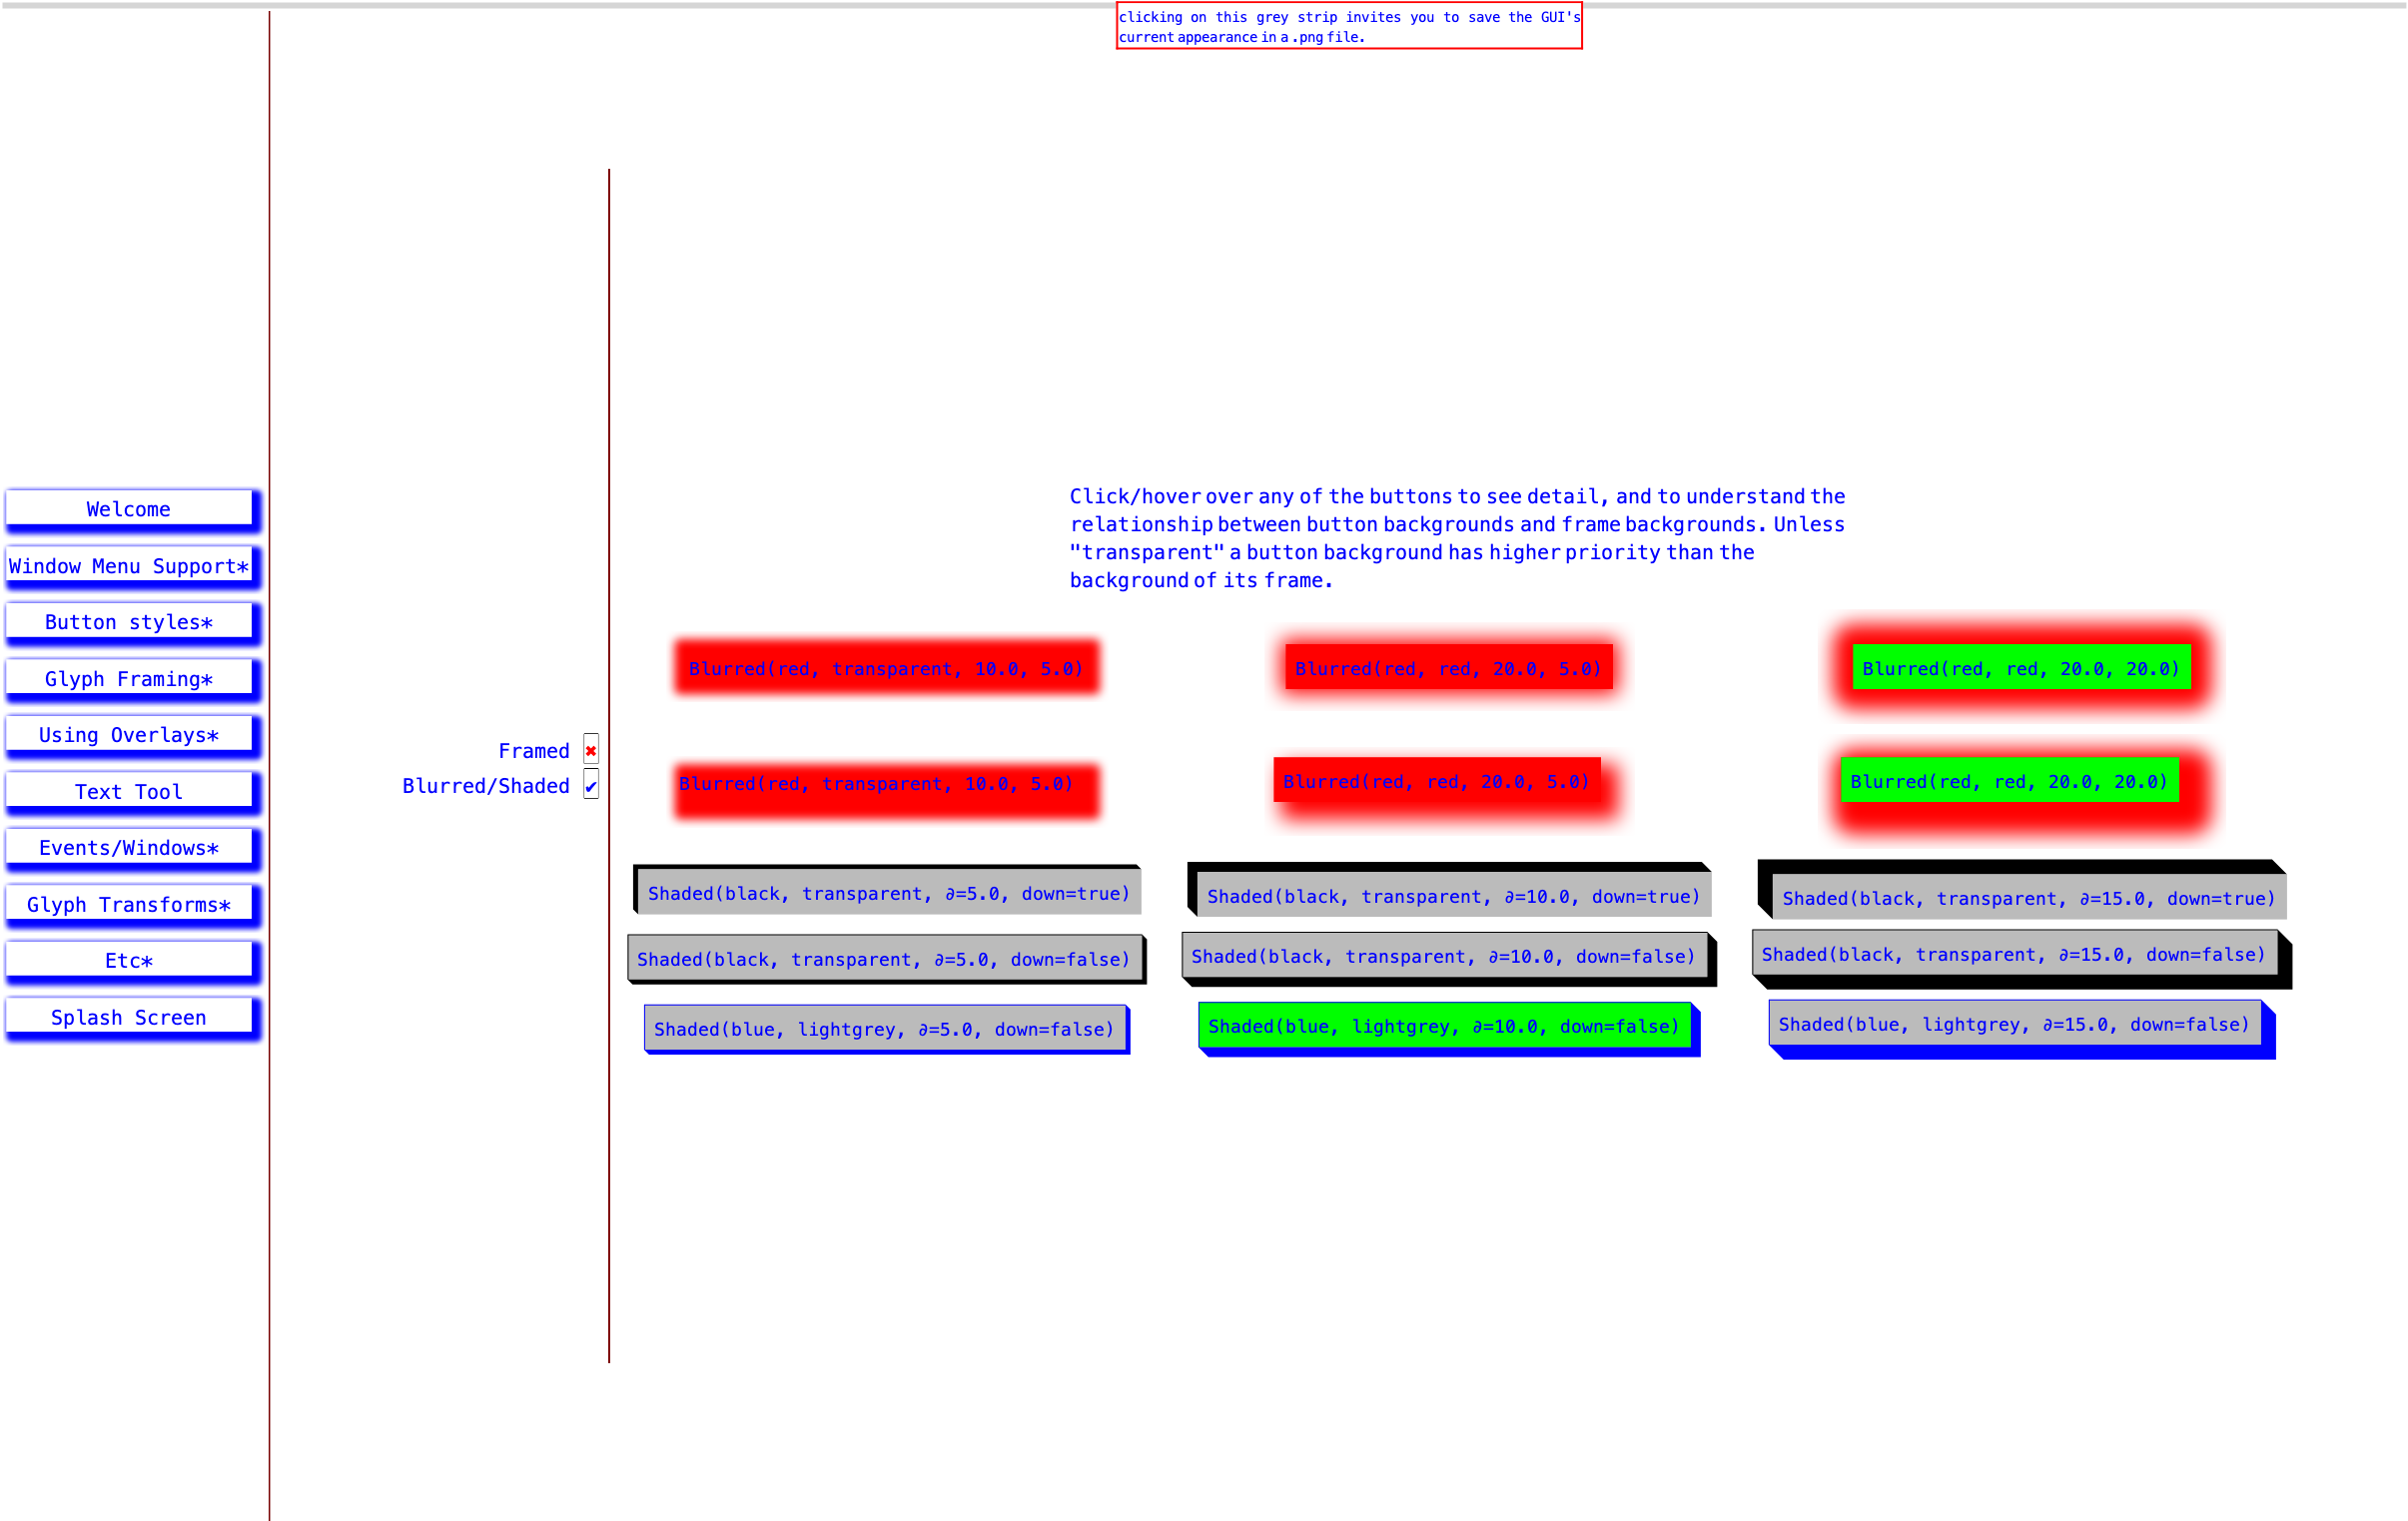 clicking on this grey strip invites you to save the GUI's
current appearance in a .png file.
Welcome
Window Menu Support*
Button styles*
Glyph Framing*
Using Overlays*
Text Tool
Events/Windows*
Glyph Transforms*
Etc*
Splash Screen
Framed ✖
Blurred/Shaded ✔
Click/hover over any of the buttons to see detail, and to understand the
relationship between button backgrounds and frame backgrounds. Unless
"transparent" a button background has higher priority than the
background of its frame.
Blurred(red, transparent, 10.0, 5.0)
Blurred(red, red, 20.0, 5.0)
Blurred(red, red, 20.0, 20.0)
Blurred(red, transparent, 10.0, 5.0)
Blurred(red, red, 20.0, 5.0)
Blurred(red, red, 20.0, 20.0)
Shaded(black, transparent, ∂=5.0, down=true)
Shaded(black, transparent, ∂=10.0, down=true)
Shaded(black, transparent, ∂=15.0, down=true)
Shaded(black, transparent, ∂=5.0, down=false)
Shaded(black, transparent, ∂=10.0, down=false)
Shaded(black, transparent, ∂=15.0, down=false)
Shaded(blue, lightgrey, ∂=5.0, down=false)
Shaded(blue, lightgrey, ∂=10.0, down=false)
Shaded(blue, lightgrey, ∂=15.0, down=false)